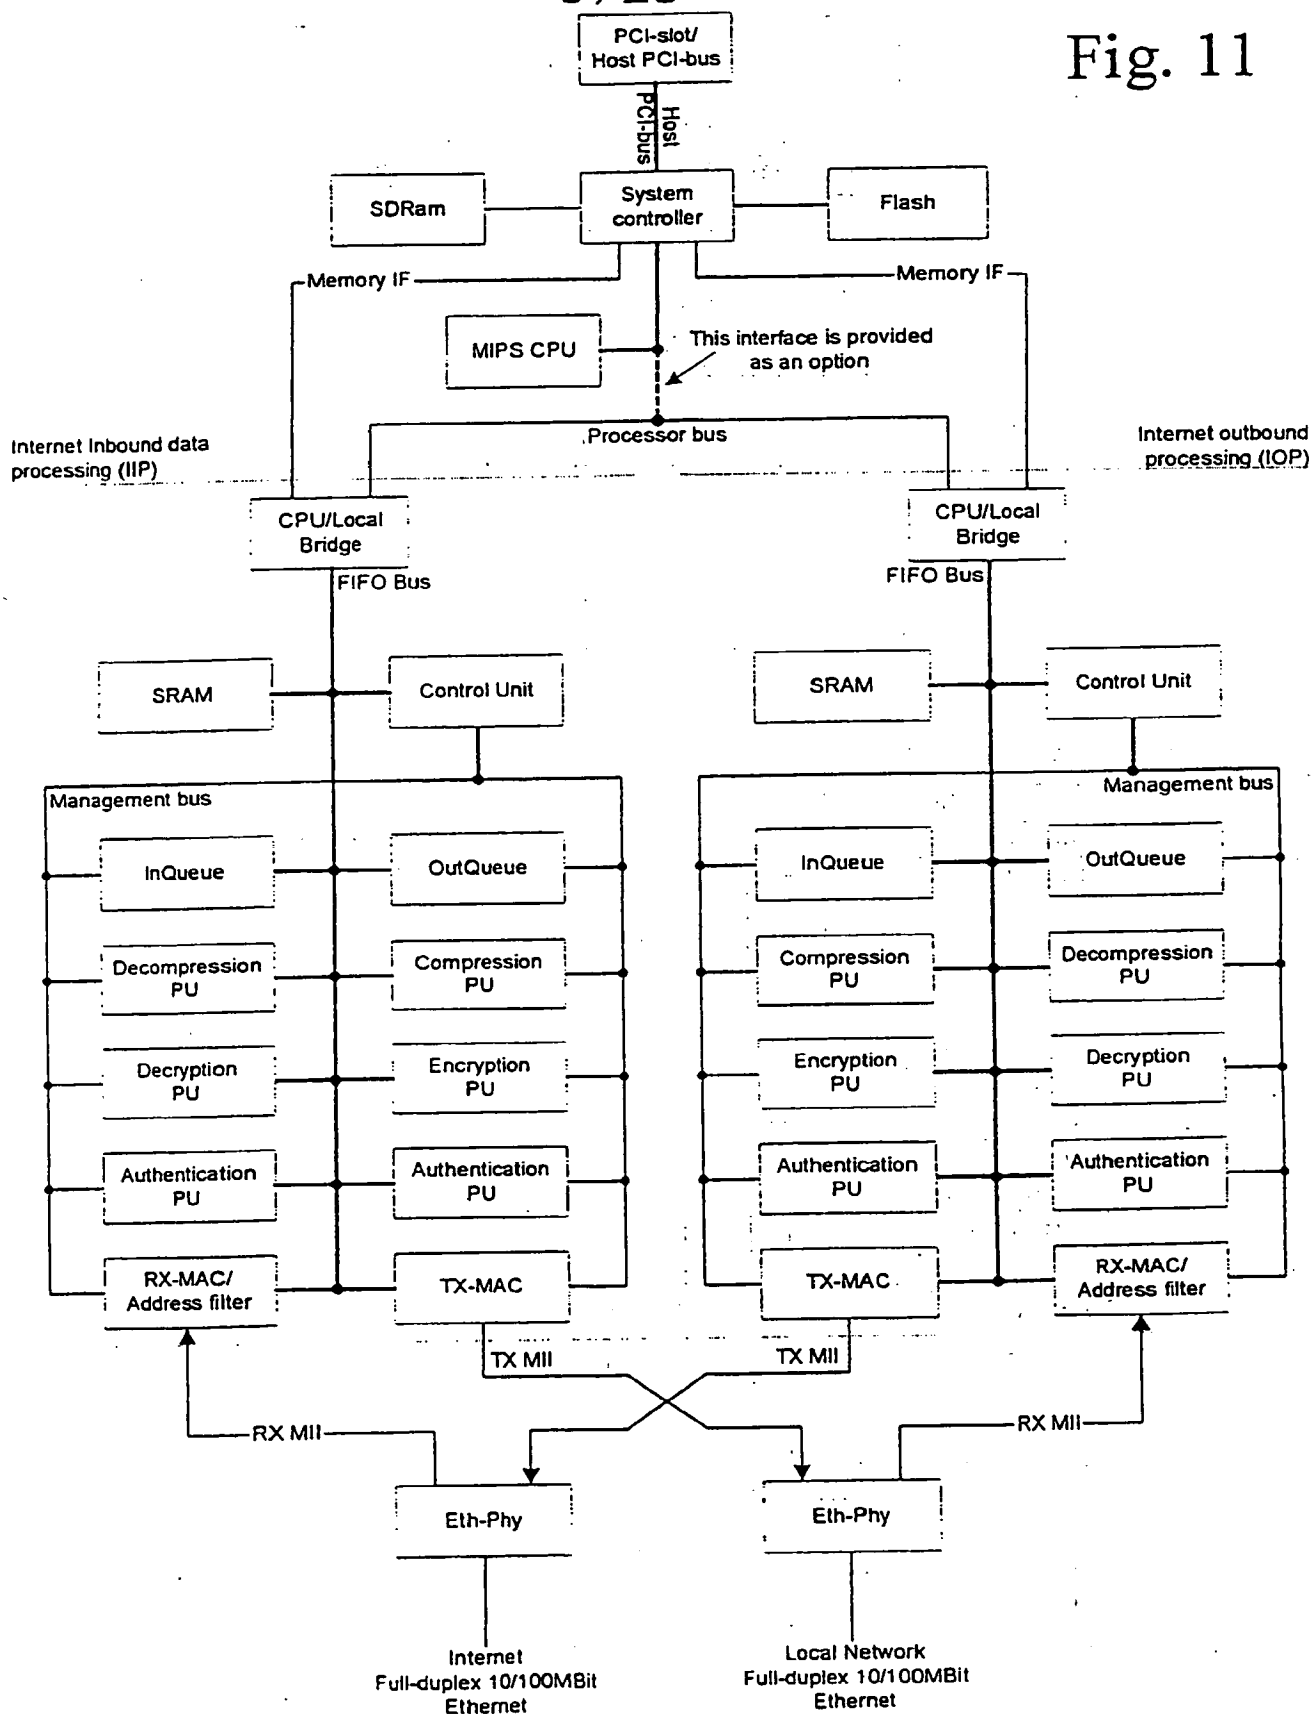 Fig. 11
PCI-slot/
Host PCI-bus
Host
PCI-bus
SDRam
System
controller
Flash
Memory IF
Memory IF
MIPS CPU
This interface is provided
as an option
Processor bus
Internet Inbound data
processing (IIP)
Internet outbound
processing (IOP)
CPU/Local
Bridge
CPU/Local
Bridge
FIFO Bus
FIFO Bus
SRAM
Control Unit
SRAM
Control Unit
Management bus
Management bus
InQueue
OutQueue
InQueue
OutQueue
Decompression
PU
Compression
PU
Compression
PU
Decompression
PU
Decryption
PU
Encryption
PU
Encryption
PU
Decryption
PU
Authentication
PU
Authentication
PU
Authentication
PU
Authentication
PU
RX-MAC/
Address filter
TX-MAC
TX-MAC
RX-MAC/
Address filter
TX MII
TX MII
RX MII
RX MII
Eth-Phy
Eth-Phy
Internet
Full-duplex 10/100MBit
Ethernet
Local Network
Full-duplex 10/100MBit
Ethernet